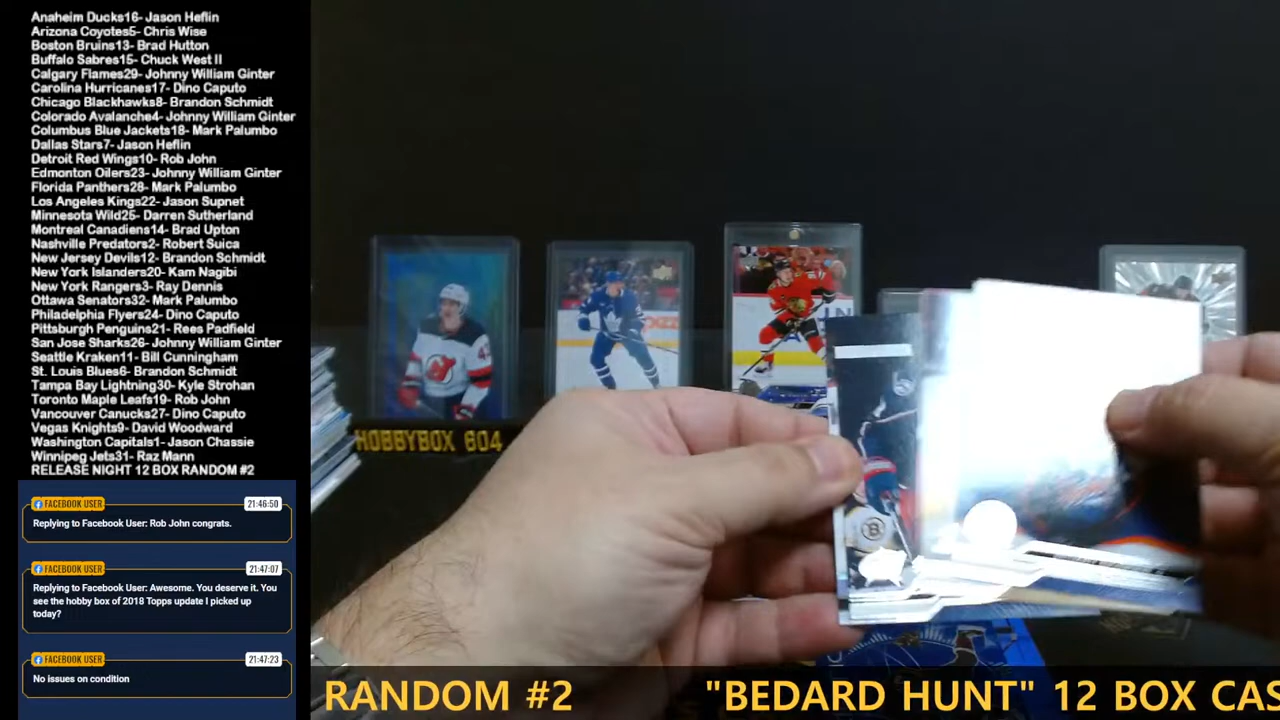 Anaheim Ducks16- Jason Heflin
Arizona Coyotes5- Chris Wise
Boston Bruins13- Brad Hutton
Buffalo Sabres15- Chuck West II
Calgary Flames29- Johnny William Ginter
Carolina Hurricanes17- Dino Caputo
Chicago Blackhawks8- Brandon Schmidt
Colorado Avalanche4- Johnny William Ginter
Columbus Blue Jackets18- Mark Palumbo
Dallas Stars7- Jason Heflin
Detroit Red Wings10- Rob John
Edmonton Oilers23- Johnny William Ginter
Florida Panthers28- Mark Palumbo
Los Angeles Kings22- Jason Supnet
Minnesota Wild25- Darren Sutherland
Montreal Canadiens14- Brad Upton
Nashville Predators2- Robert Suica
New Jersey Devils12- Brandon Schmidt
New York Islanders20- Kam Nagibi
New York Rangers3- Ray Dennis
Ottawa Senators32- Mark Palumbo
Philadelphia Flyers24- Dino Caputo
Pittsburgh Penguins21- Rees Padfield
San Jose Sharks26- Johnny William Ginter
Seattle Kraken11- Bill Cunningham
St. Louis Blues6- Brandon Schmidt
Tampa Bay Lightning30- Kyle Strohan
Toronto Maple Leafs19- Rob John
Vancouver Canucks27- Dino Caputo
Vegas Knights9- David Woodward
Washington Capitals1- Jason Chassie
Winnipeg Jets31- Raz Mann
RELEASE NIGHT 12 BOX RANDOM #2
FACEBOOK USER 21:46:50
Replying to Facebook User: Rob John congrats.
FACEBOOK USER 21:47:07
Replying to Facebook User: Awesome. You deserve it. You
see the hobby box of 2018 Topps update I picked up
today?
FACEBOOK USER 21:47:23
No issues on condition
HOBBYBOX 604
RANDOM #2 "BEDARD HUNT" 12 BOX CAS